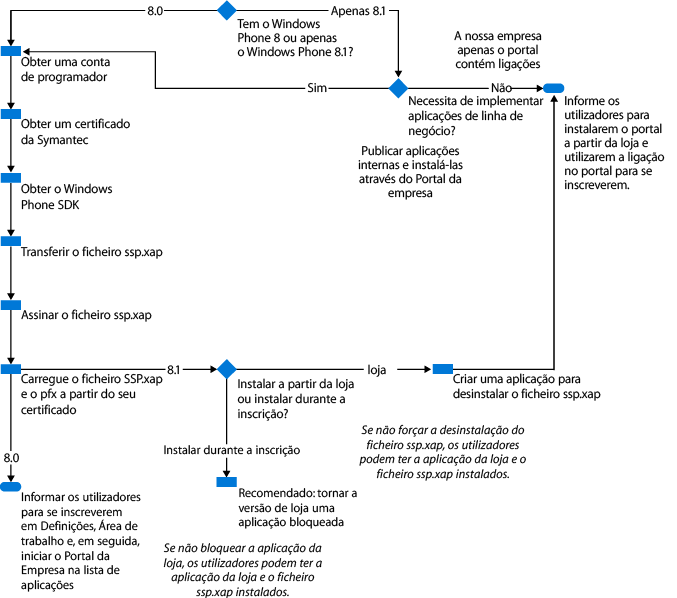 8.0
Apenas 8.1
Tem o Windows
Phone 8 ou apenas
o Windows Phone 8.1?
A nossa empresa
apenas o portal
contém ligações
Obter uma conta
de programador
Sim
Não
Necessita de implementar
aplicações de linha de
negócio?
Informe os
utilizadores para
instalarem o portal
a partir da loja e
utilizarem a ligação
no portal para se
inscreverem.
Publicar aplicações
internas e instalá-las
através do Portal da
empresa
Obter um certificado
da Symantec
Obter o Windows
Phone SDK
Transferir o ficheiro ssp.xap
Assinar o ficheiro ssp.xap
Carregue o ficheiro SSP.xap
e o pfx a partir do seu
certificado
8.1
Instalar a partir da loja
ou instalar durante a
inscrição?
loja
Criar uma aplicação para
desinstalar o ficheiro ssp.xap
Se não forçar a desinstalação do
ficheiro ssp.xap, os utilizadores
podem ter a aplicação da loja e o
ficheiro ssp.xap instalados.
8.0
Instalar durante a inscrição
Informar os utilizadores
para se inscreverem
em Definições, Área de
trabalho e, em seguida,
iniciar o Portal da
Empresa na lista de
aplicações
Recomendado: tornar a
versão de loja uma
aplicação bloqueada
Se não bloquear a aplicação da
loja, os utilizadores podem ter a
aplicação da loja e o ficheiro
ssp.xap instalados.